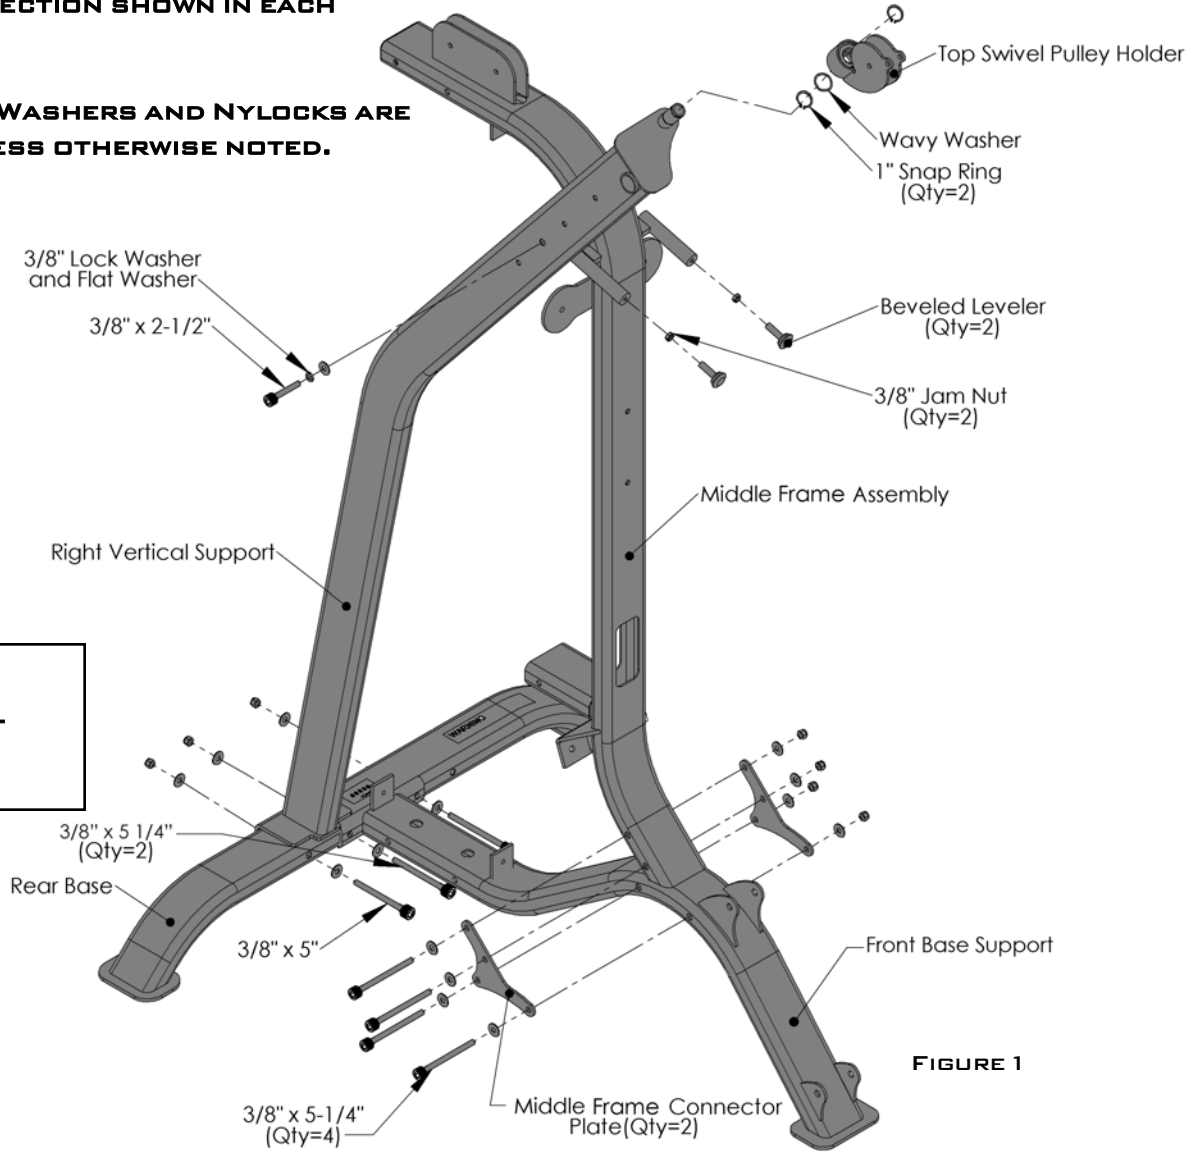 ECTION SHOWN IN EACH
WASHERS AND NYLOCKS ARE
ESS OTHERWISE NOTED.
Top Swivel Pulley Holder
Wavy Washer
1" Snap Ring
(Qty=2)
3/8" Lock Washer
and Flat Washer
3/8" x 2-1/2"
Beveled Leveler
(Qty=2)
3/8" Jam Nut
(Qty=2)
Middle Frame Assembly
Right Vertical Support
WARNING
3/8" x 5 1/4"
(Qty=2)
Rear Base
3/8" x 5"
Front Base Support
FIGURE 1
3/8" x 5-1/4"
(Qty=4)
Middle Frame Connector
Plate(Qty=2)